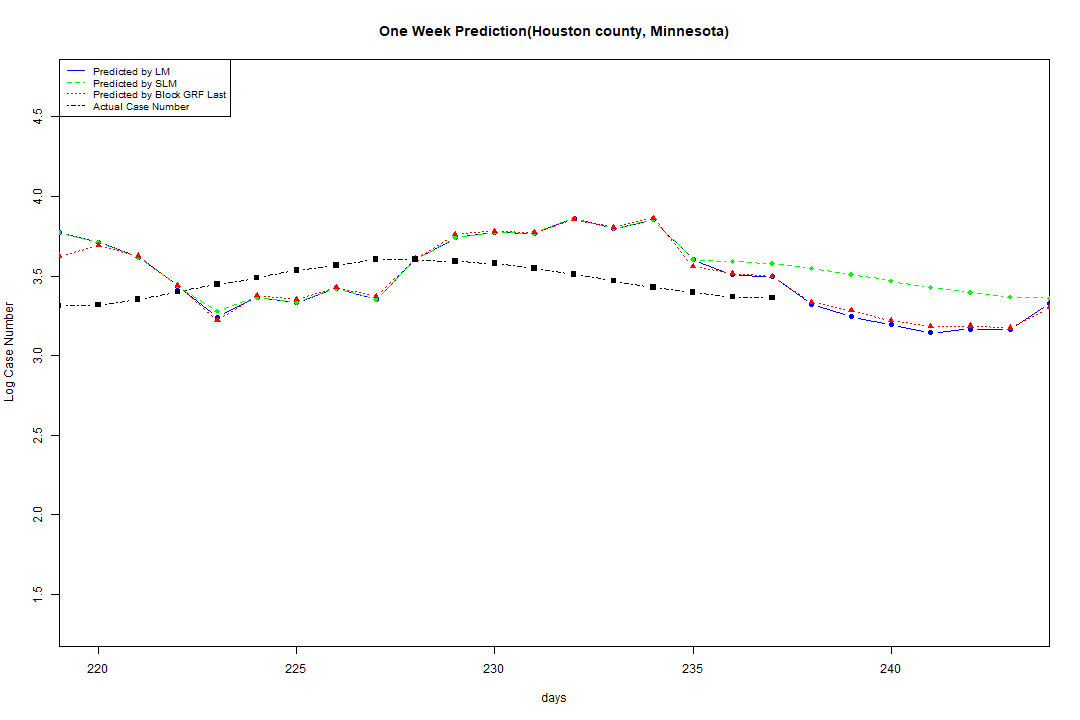 One Week Prediction(Houston county, Minnesota)
Predicted by LM
Predicted by SLM
Predicted by Block GRF Last
Actual Case Number
Log Case Number
4.5
4.0
3.5
3.0
2.5
2.0
1.5
220 225 230 235 240
days